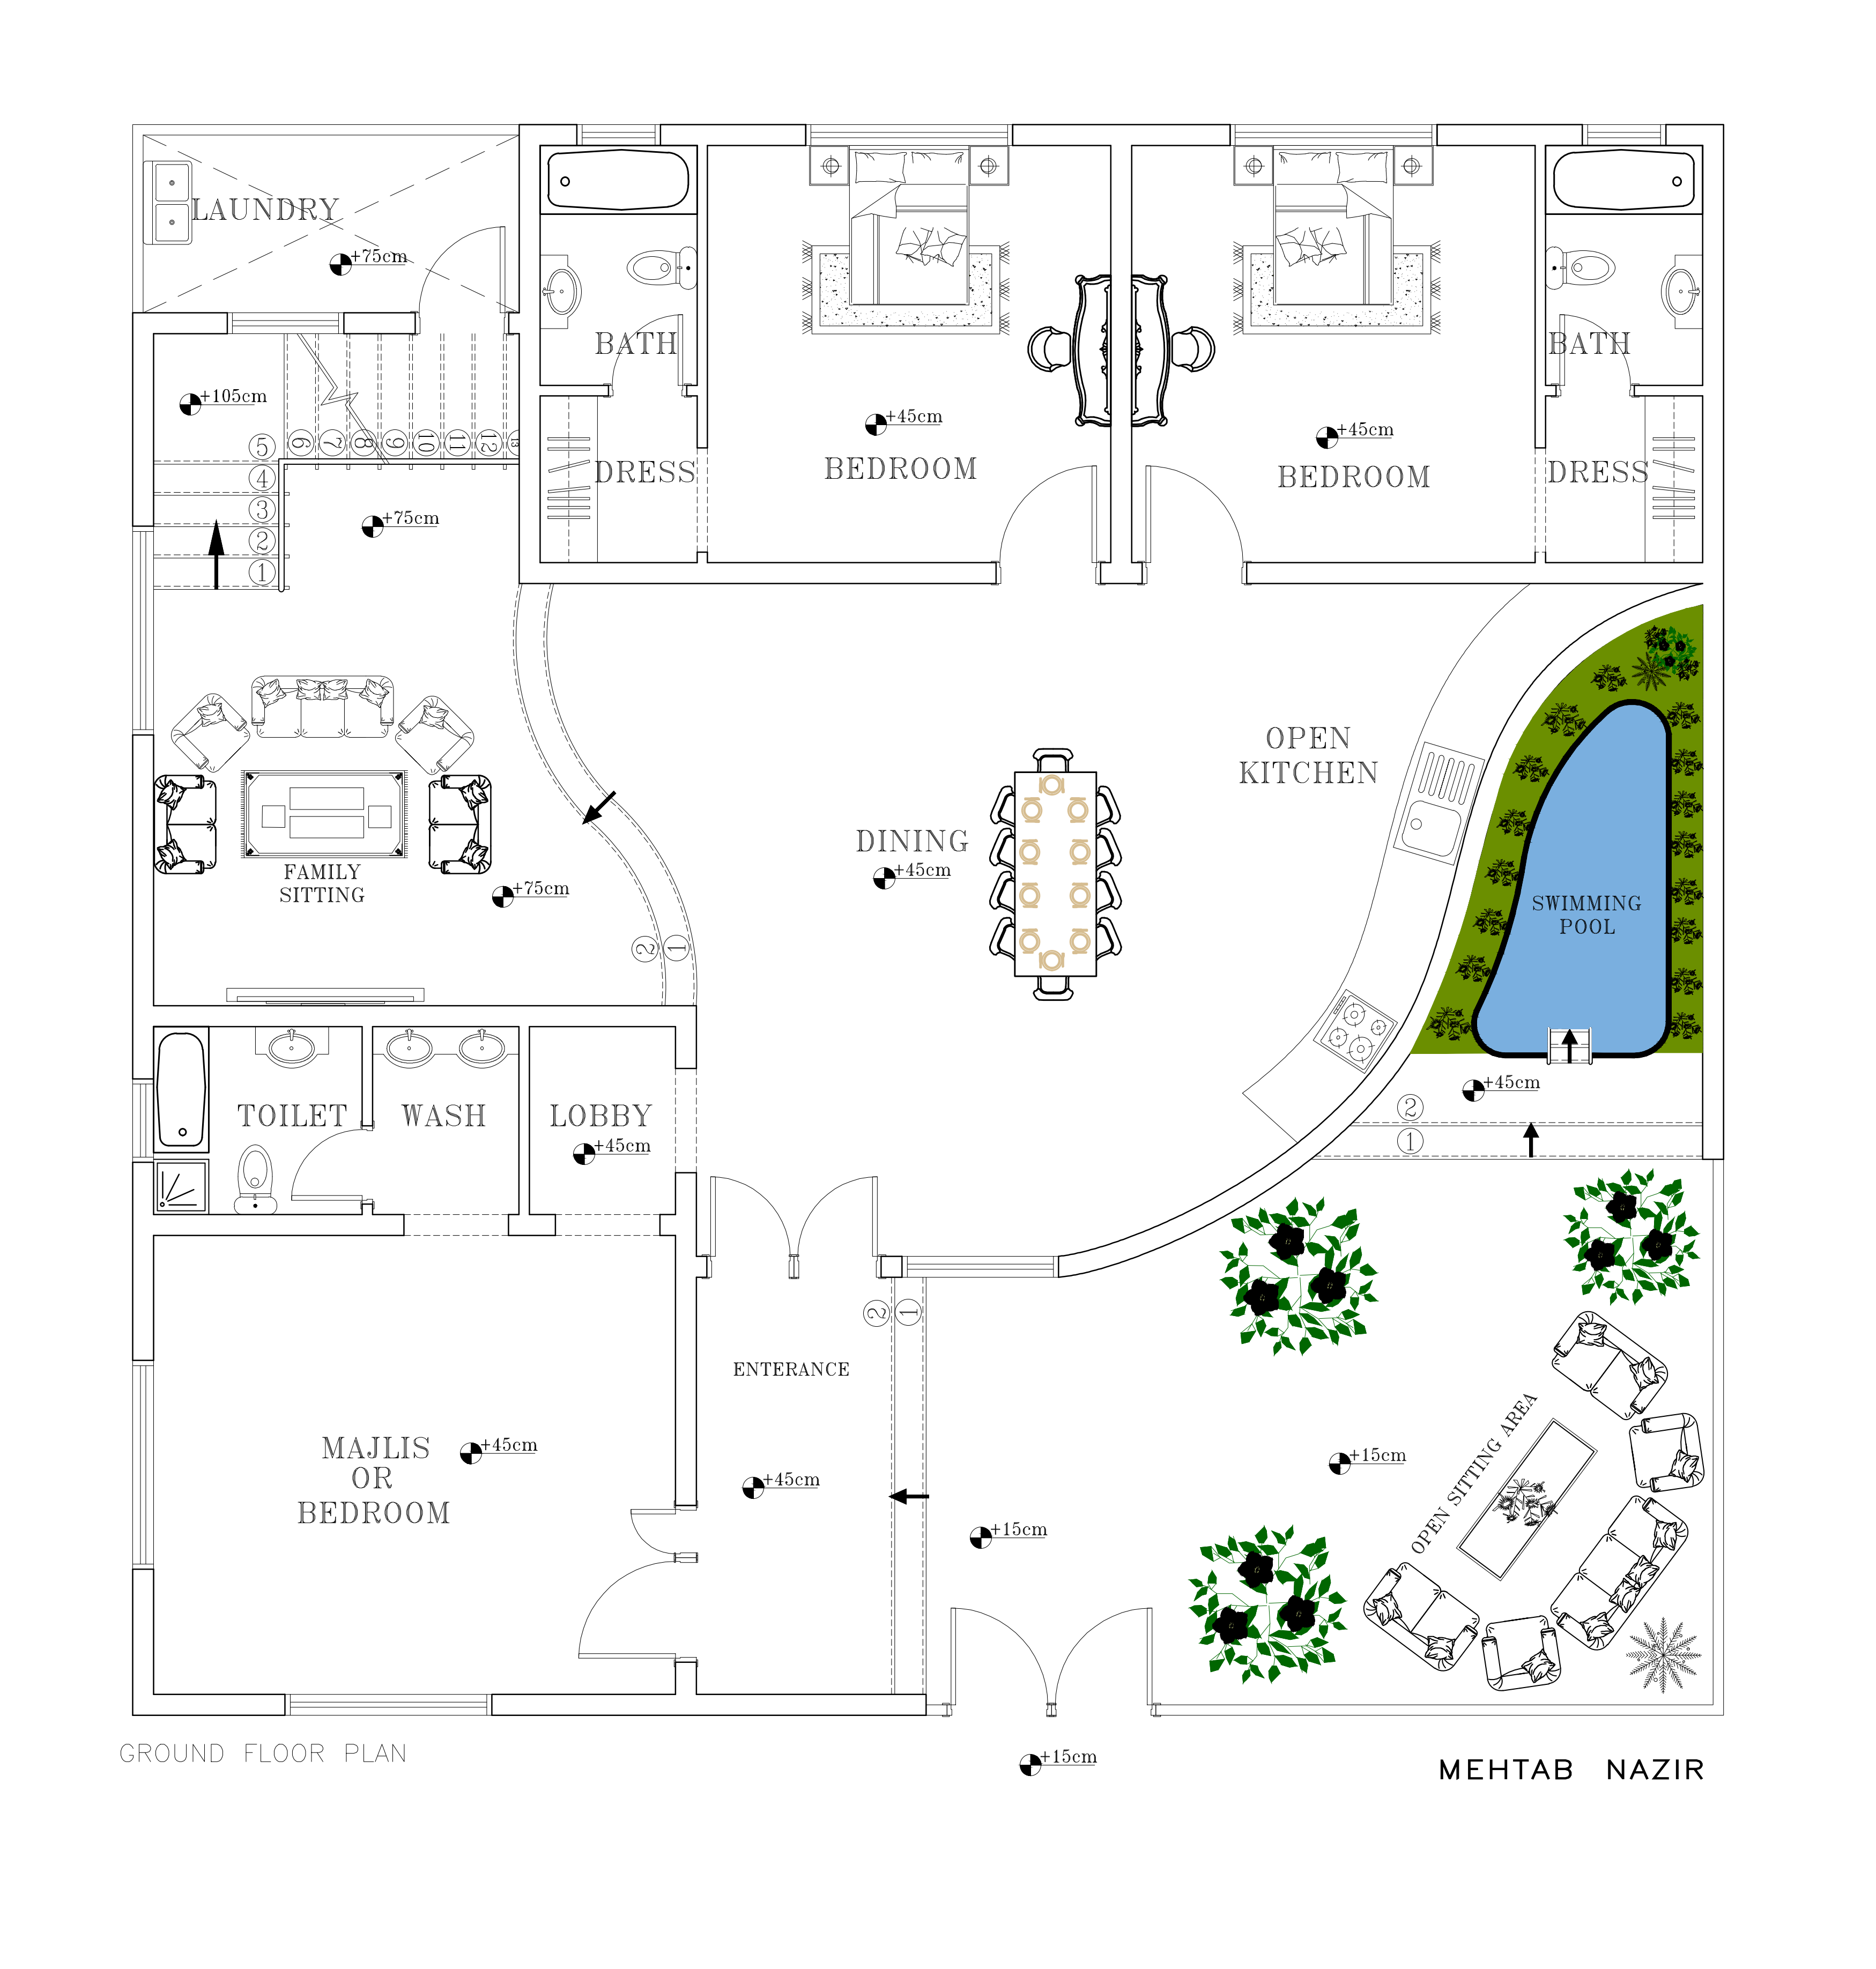 LAUNDRY
+75cm
+105cm
5
4
3
2
1
6
7
8
9
10
11
12
13
+75cm
BATH
DRESS
+45cm
BEDROOM
+45cm
BEDROOM
BATH
DRESS
FAMILY
SITTING
+75cm
2
1
DINING
+45cm
OPEN
KITCHEN
SWIMMING
POOL
+45cm
2
1
TOILET
WASH
LOBBY
+45cm
2
1
ENTERANCE
+45cm
MAJLIS
OR
BEDROOM
+45cm
+15cm
+15cm
OPEN SITTING AREA
+15cm
GROUND FLOOR PLAN
MEHTAB NAZIR